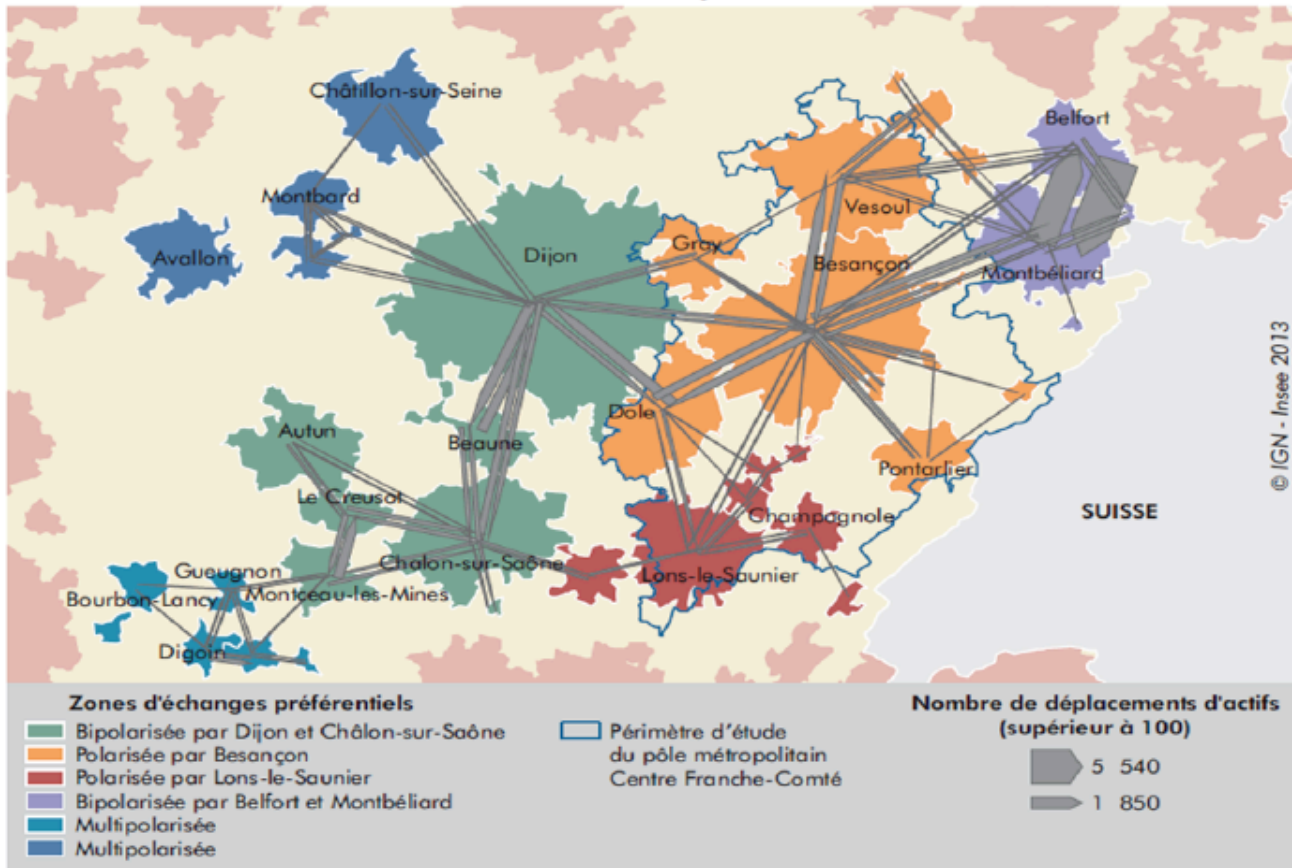 Châtillon-sur-Seine
Belfort
Montbard
Vesoul
Avallon
Dijon
Gray
Besançon
Montbéliard
Dole
Autun
Beaune
Pontarlier
Le Creusot
SUISSE
Champagnole
Chalon-sur-Saône
Gueugnon
Lons-le-Saunier
Bourbon-Lancy
Montceau-les-Mines
Digoin
© IGN - Insee 2013
Zones d'échanges préférentiels
Bipolarisée par Dijon et Châlon-sur-Saône
Polarisée par Besançon
Polarisée par Lons-le-Saunier
Bipolarisée par Belfort et Montbéliard
Multipolarisée
Multipolarisée
Périmètre d'étude
du pôle métropolitain
Centre Franche-Comté
Nombre de déplacements d'actifs
(supérieur à 100)
5 540
1 850